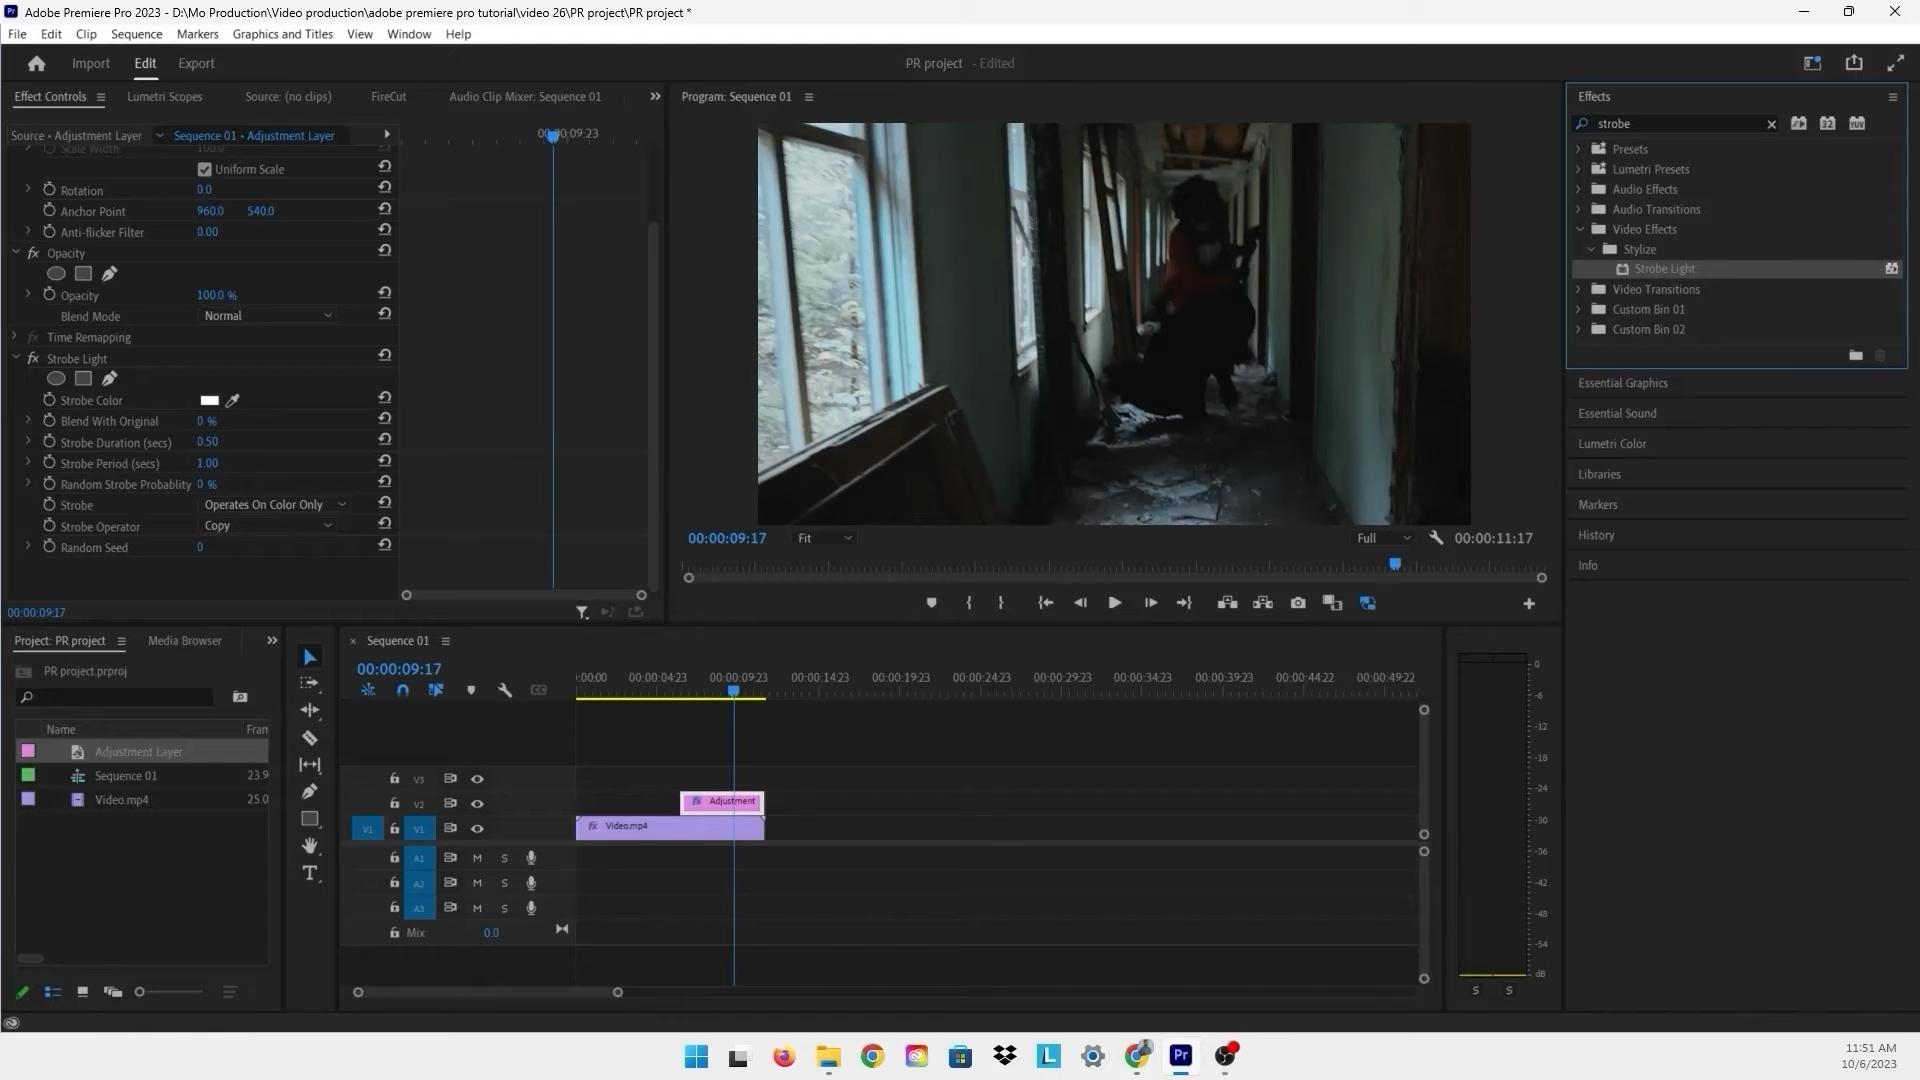 Adobe Premiere Pro 2023 - D:\Mo Production\Video production\adobe premiere pro tutorial\video 26\PR project\PR project *
File Edit Clip Sequence Markers Graphics and Titles View Window Help
Import Edit Export
PR project - Edited
Effect Controls Lumetri Scopes Source: (no clips) FireCut Audio Clip Mixer: Sequence 01
Source • Adjustment Layer Sequence 01 • Adjustment Layer
Scale Width 100.0
Uniform Scale
Rotation 0.0
Anchor Point 960.0 540.0
Anti-flicker Filter 0.00
fx Opacity
Opacity 100.0 %
Blend Mode Normal
fx Time Remapping
fx Strobe Light
Strobe Color
Blend With Original 0 %
Strobe Duration (secs) 0.50
Strobe Period (secs) 1.00
Random Strobe Probablity 0 %
Strobe Operates On Color Only
Strobe Operator Copy
Random Seed 0
00:00:09:17
Program: Sequence 01
00:00:09:17 Fit Full 00:00:11:17
Effects
strobe
32 YUV
Presets
Lumetri Presets
Audio Effects
Audio Transitions
Video Effects
Stylize
Strobe Light
Video Transitions
Custom Bin 01
Custom Bin 02
Essential Graphics
Essential Sound
Lumetri Color
Libraries
Markers
History
Info
Project: PR project Media Browser
PR project.prproj
Name Fran
Adjustment Layer
Sequence 01 23.9
Video.mp4 25.0
Sequence 01
00:00:09:17
:00:00 00:00:04:23 00:00:09:23 00:00:14:23 00:00:19:23 00:00:24:23 00:00:29:23 00:00:34:23 00:00:39:23 00:00:44:22 00:00:49:22
V3
V2 fx Adjustment
V1 V1 fx Video.mp4
A1 M S
A2 M S
A3 M S
Mix 0.0
0
-6
-12
-18
-24
-30
-36
-42
-48
-54
dB
S S
Pr
11:51 AM
10/6/2023